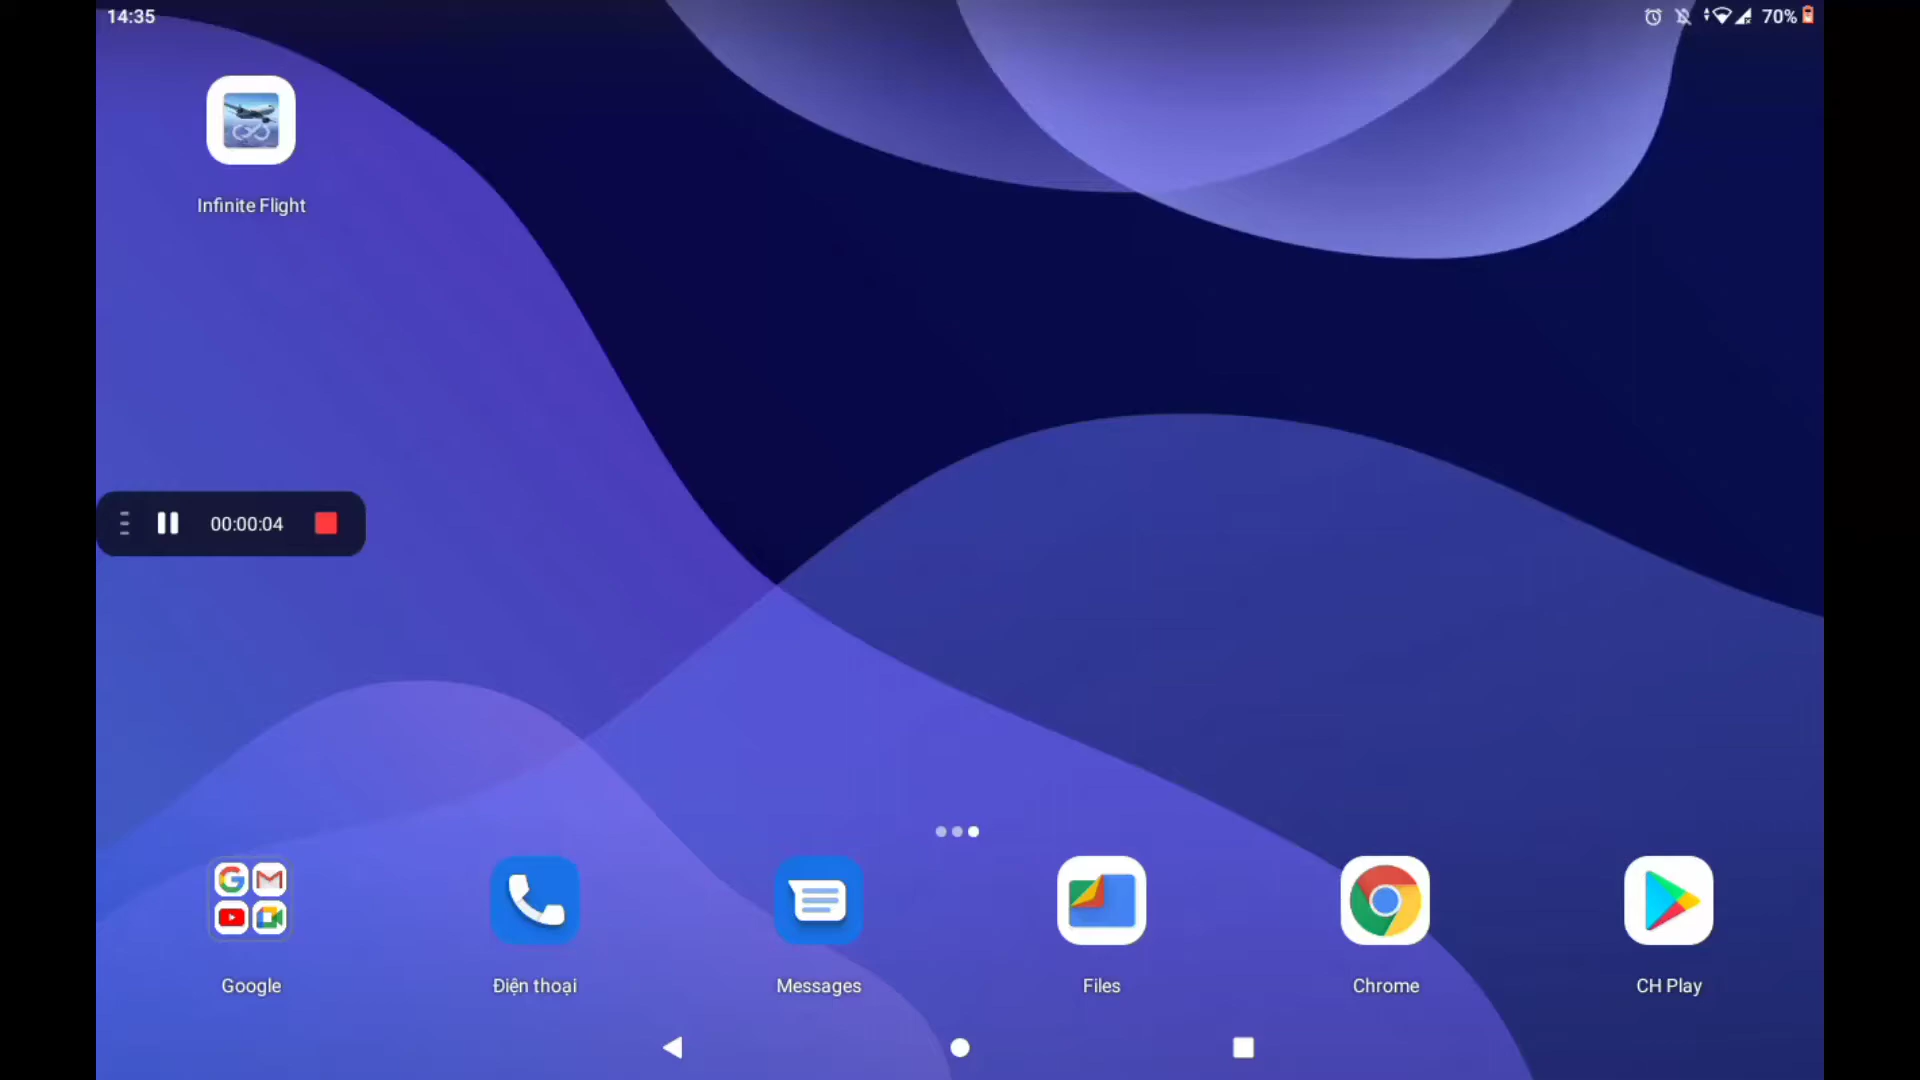 14:35
70%
Infinite Flight
00:00:04
Google
Điện thoại
Messages
Files
Chrome
CH Play